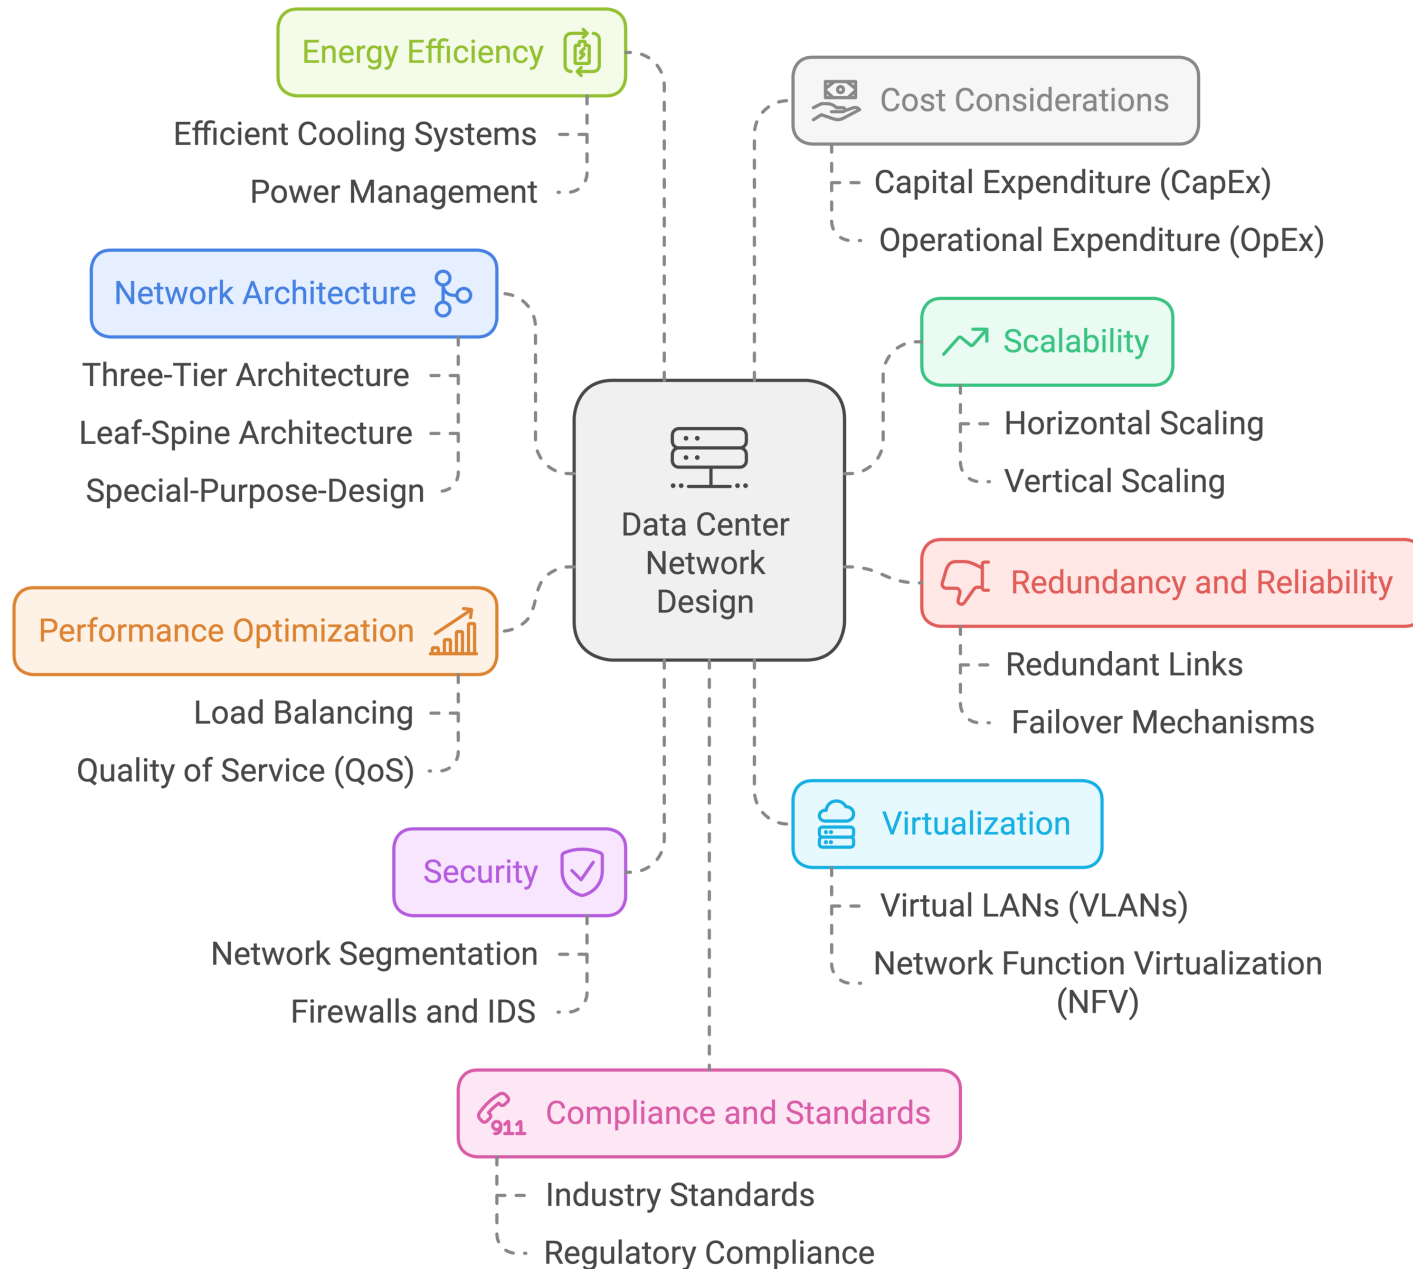 Energy Efficiency
Efficient Cooling Systems
Power Management
Cost Considerations
Capital Expenditure (CapEx)
Operational Expenditure (OpEx)
Network Architecture
Three-Tier Architecture
Leaf-Spine Architecture
Special-Purpose-Design
Scalability
Horizontal Scaling
Vertical Scaling
Data Center
Network
Design
Redundancy and Reliability
Redundant Links
Failover Mechanisms
Performance Optimization
Load Balancing
Quality of Service (QoS)
Virtualization
Virtual LANs (VLANs)
Network Function Virtualization
(NFV)
Security
Network Segmentation
Firewalls and IDS
911
Compliance and Standards
Industry Standards
Regulatory Compliance